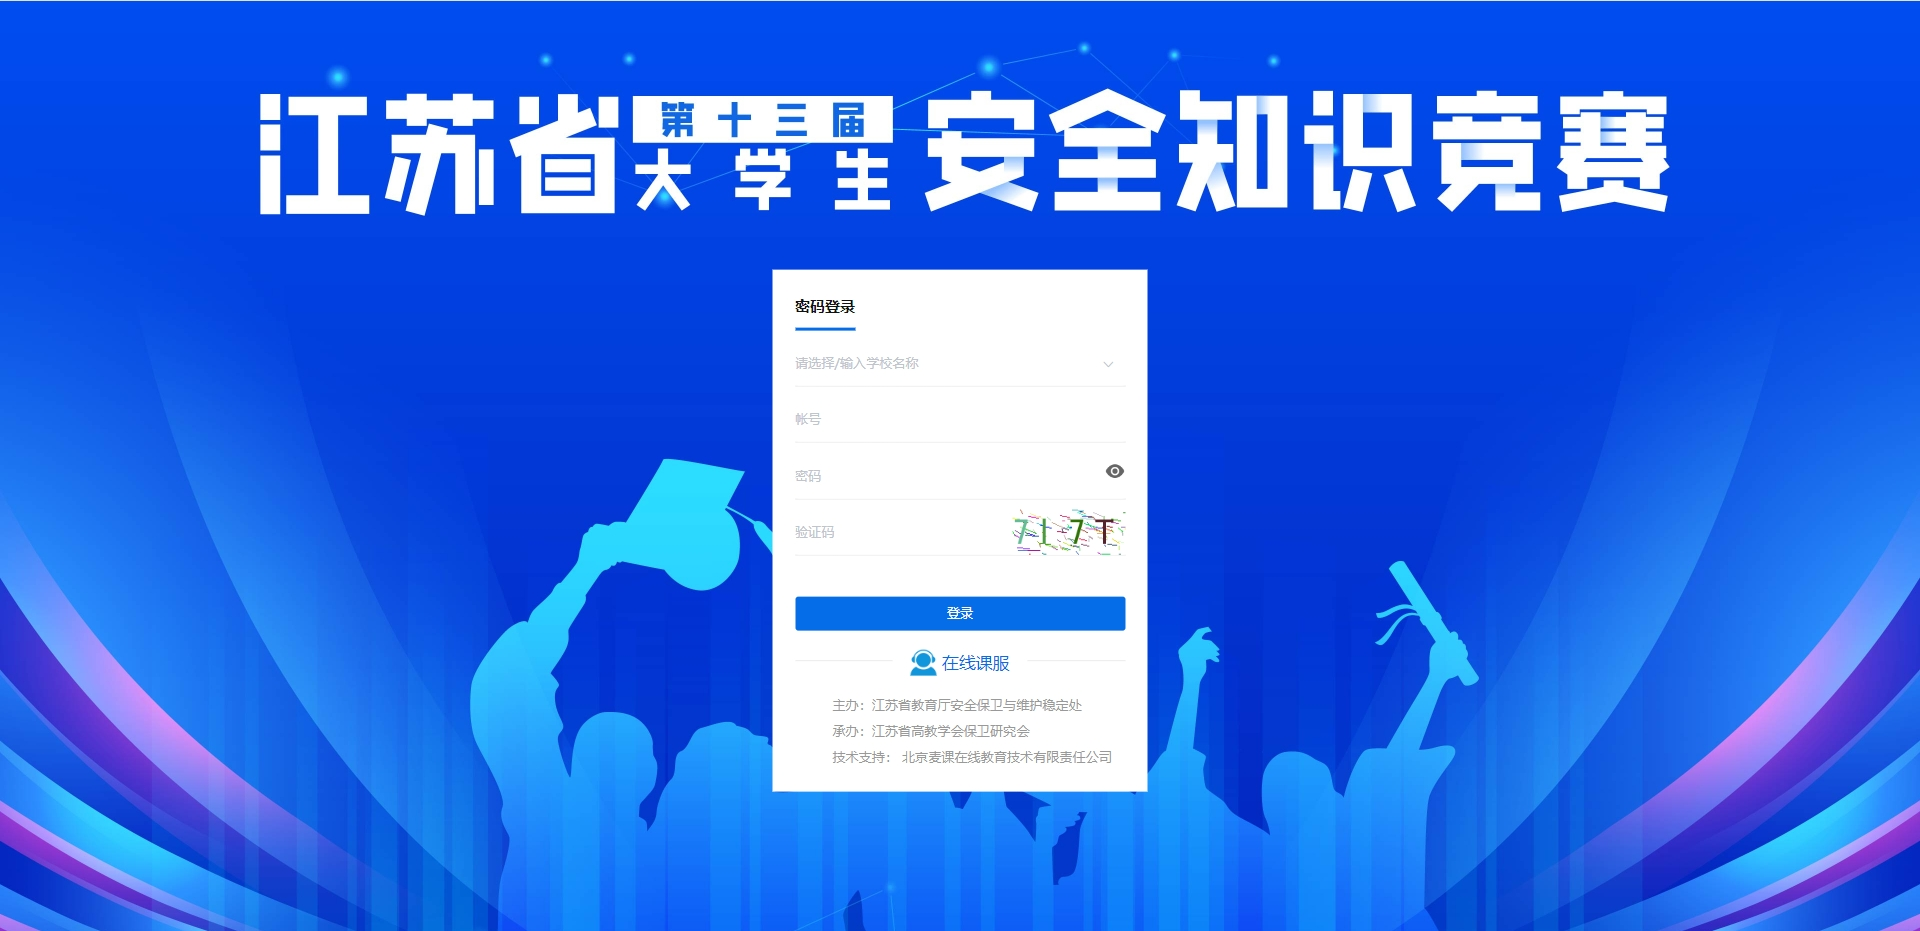 江苏省第十三届大学生安全知识竞赛
密码登录
请选择/输入学校名称
帐号
密码
验证码
登录
在线课服
主办：江苏省教育厅安全保卫与维护稳定处
承办：江苏省高教学会保卫研究会
技术支持： 北京麦课在线教育技术有限责任公司